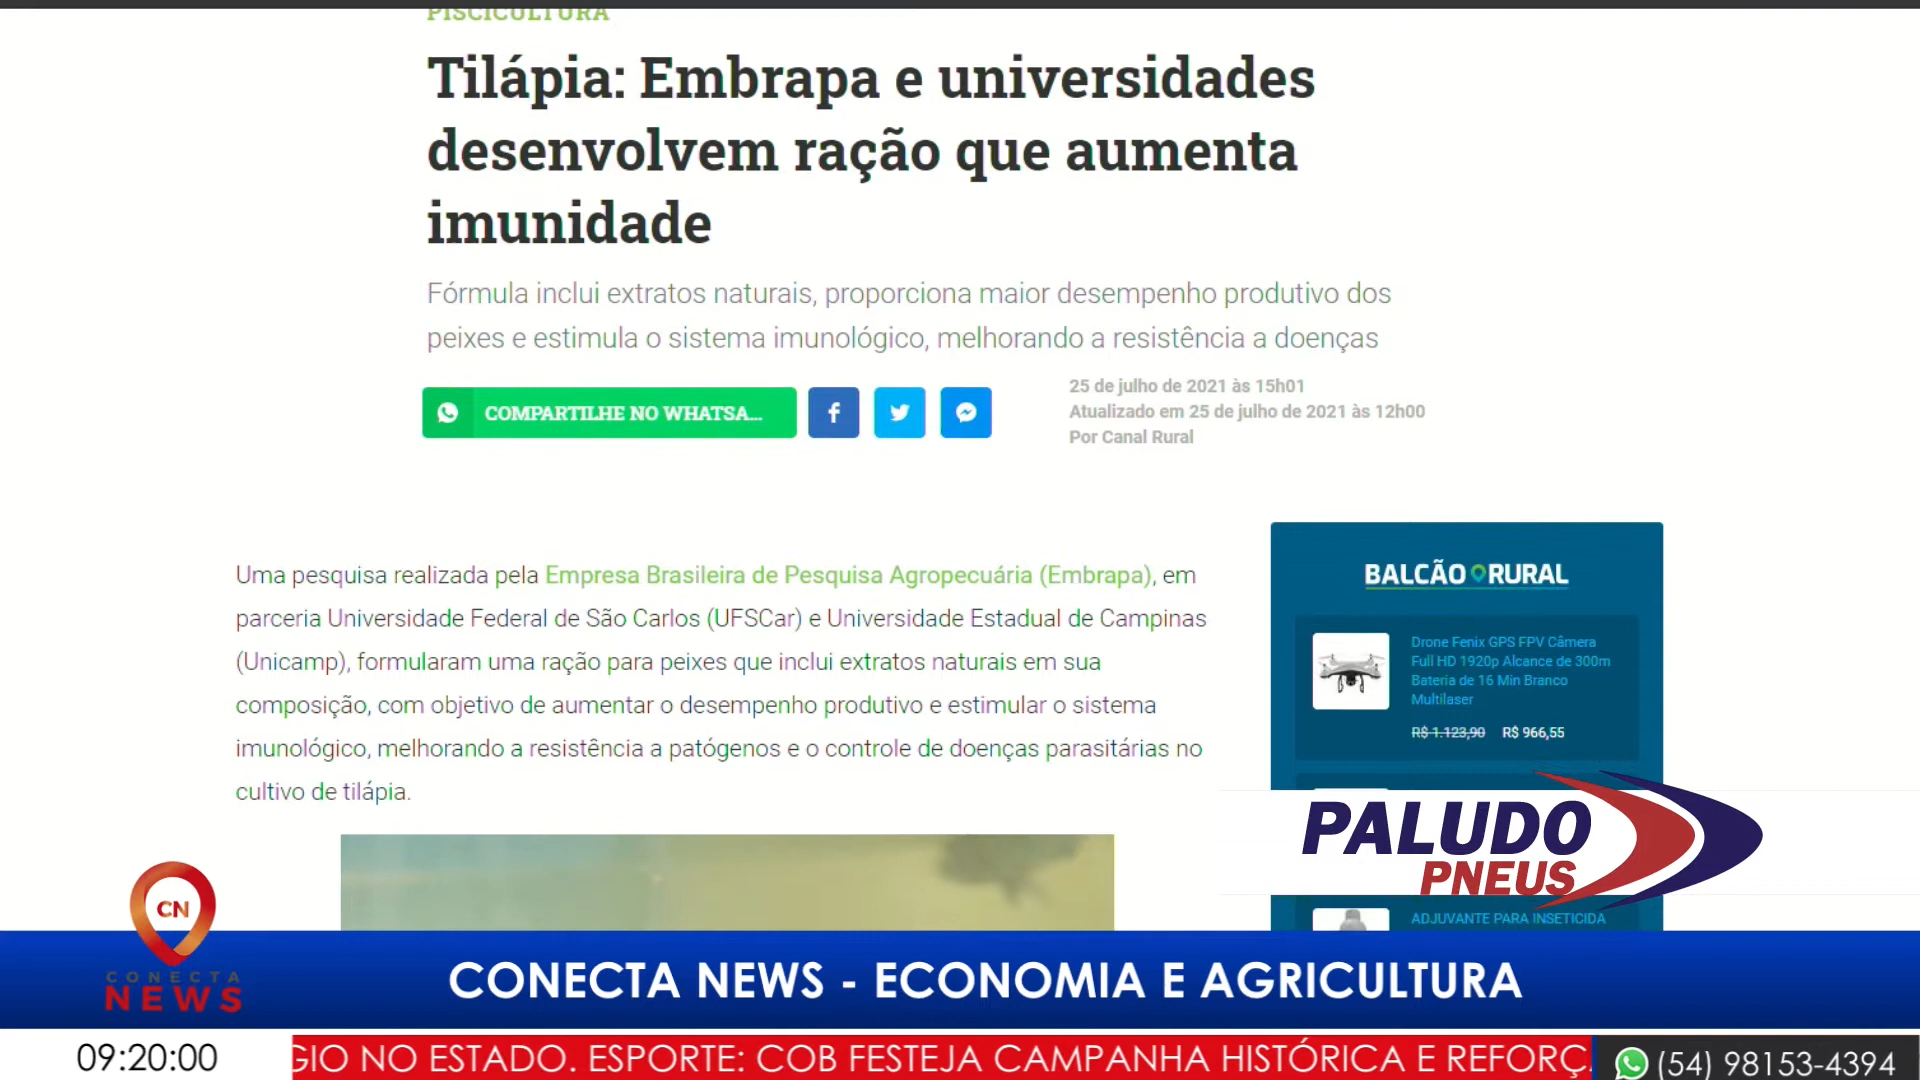 PISCICULTURA
Tilápia: Embrapa e universidades
desenvolvem ração que aumenta
imunidade
Fórmula inclui extratos naturais, proporciona maior desempenho produtivo dos
peixes e estimula o sistema imunológico, melhorando a resistência a doenças
COMPARTILHE NO WHATSA...
25 de julho de 2021 às 15h01
Atualizado em 25 de julho de 2021 às 12h00
Por Canal Rural
Uma pesquisa realizada pela Empresa Brasileira de Pesquisa Agropecuária (Embrapa), em
parceria Universidade Federal de São Carlos (UFSCar) e Universidade Estadual de Campinas
(Unicamp), formularam uma ração para peixes que inclui extratos naturais em sua
composição, com objetivo de aumentar o desempenho produtivo e estimular o sistema
imunológico, melhorando a resistência a patógenos e o controle de doenças parasitárias no
cultivo de tilápia.
BALCÃO RURAL
Drone Fenix GPS FPV Câmera
Full HD 1920p Alcance de 300m
Bateria de 16 Min Branco
Multilaser
R$ 1.123,90 R$ 966,55
PALUDO
PNEUS
ADJUVANTE PARA INSETICIDA
CN
CONECTA
NEWS
CONECTA NEWS - ECONOMIA E AGRICULTURA
09:20:00
GIO NO ESTADO. ESPORTE: COB FESTEJA CAMPANHA HISTÓRICA E REFORÇ
(54) 98153-4394